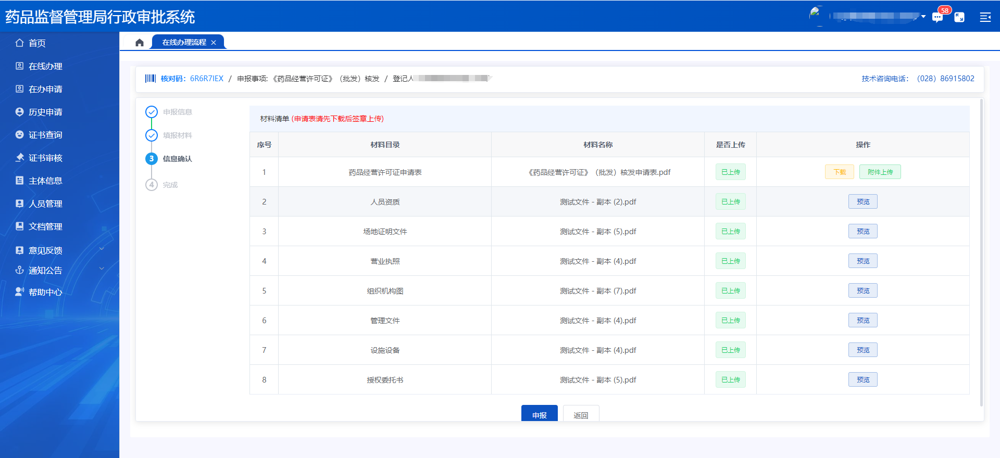 药品监督管理局行政审批系统
58
首页
在线办理
在办申请
历史申请
证书查询
证书审核
主体信息
人员管理
文档管理
意见反馈
通知公告
帮助中心
在线办理流程
核对码：6R6R7IEX / 申报事项:《药品经营许可证》（批发）核发 / 登记人
技术咨询电话：（028）86915802
申报信息
填报材料
3 信息确认
4 完成
材料清单 (申请表请先下载后签章上传)
序号 材料目录 材料名称 是否上传 操作
1 药品经营许可证申请表 《药品经营许可证》（批发）核发申请表.pdf 已上传 下载 附件上传
2 人员资质 测试文件 - 副本 (2).pdf 已上传 预览
3 场地证明文件 测试文件 - 副本 (5).pdf 已上传 预览
4 营业执照 测试文件 - 副本 (4).pdf 已上传 预览
5 组织机构图 测试文件 - 副本 (7).pdf 已上传 预览
6 管理文件 测试文件 - 副本 (4).pdf 已上传 预览
7 设施设备 测试文件 - 副本 (4).pdf 已上传 预览
8 授权委托书 测试文件 - 副本 (5).pdf 已上传 预览
申报 返回